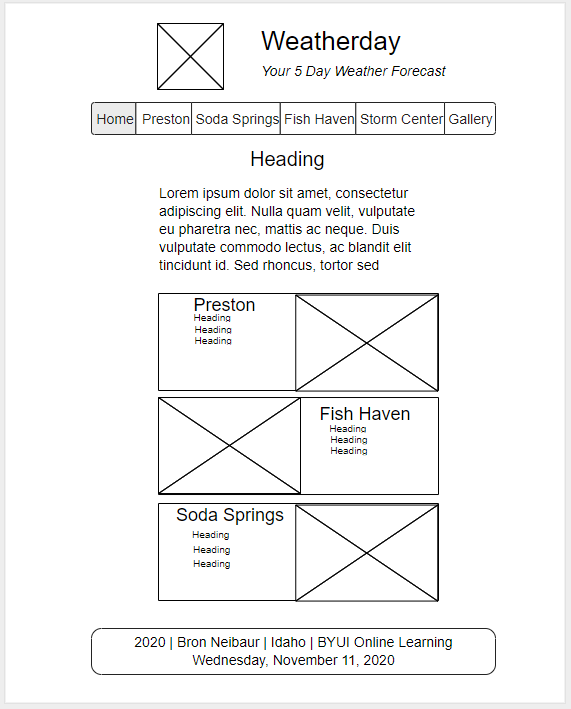 Weatherday
Your 5 Day Weather Forecast
Home Preston Soda Springs Fish Haven Storm Center Gallery
Heading
Lorem ipsum dolor sit amet, consectetur
adipiscing elit. Nulla quam velit, vulputate
eu pharetra nec, mattis ac neque. Duis
vulputate commodo lectus, ac blandit elit
tincidunt id. Sed rhoncus, tortor sed
Preston
Heading
Heading
Heading
Fish Haven
Heading
Heading
Heading
Soda Springs
Heading
Heading
Heading
2020 | Bron Neibaur | Idaho | BYUI Online Learning
Wednesday, November 11, 2020